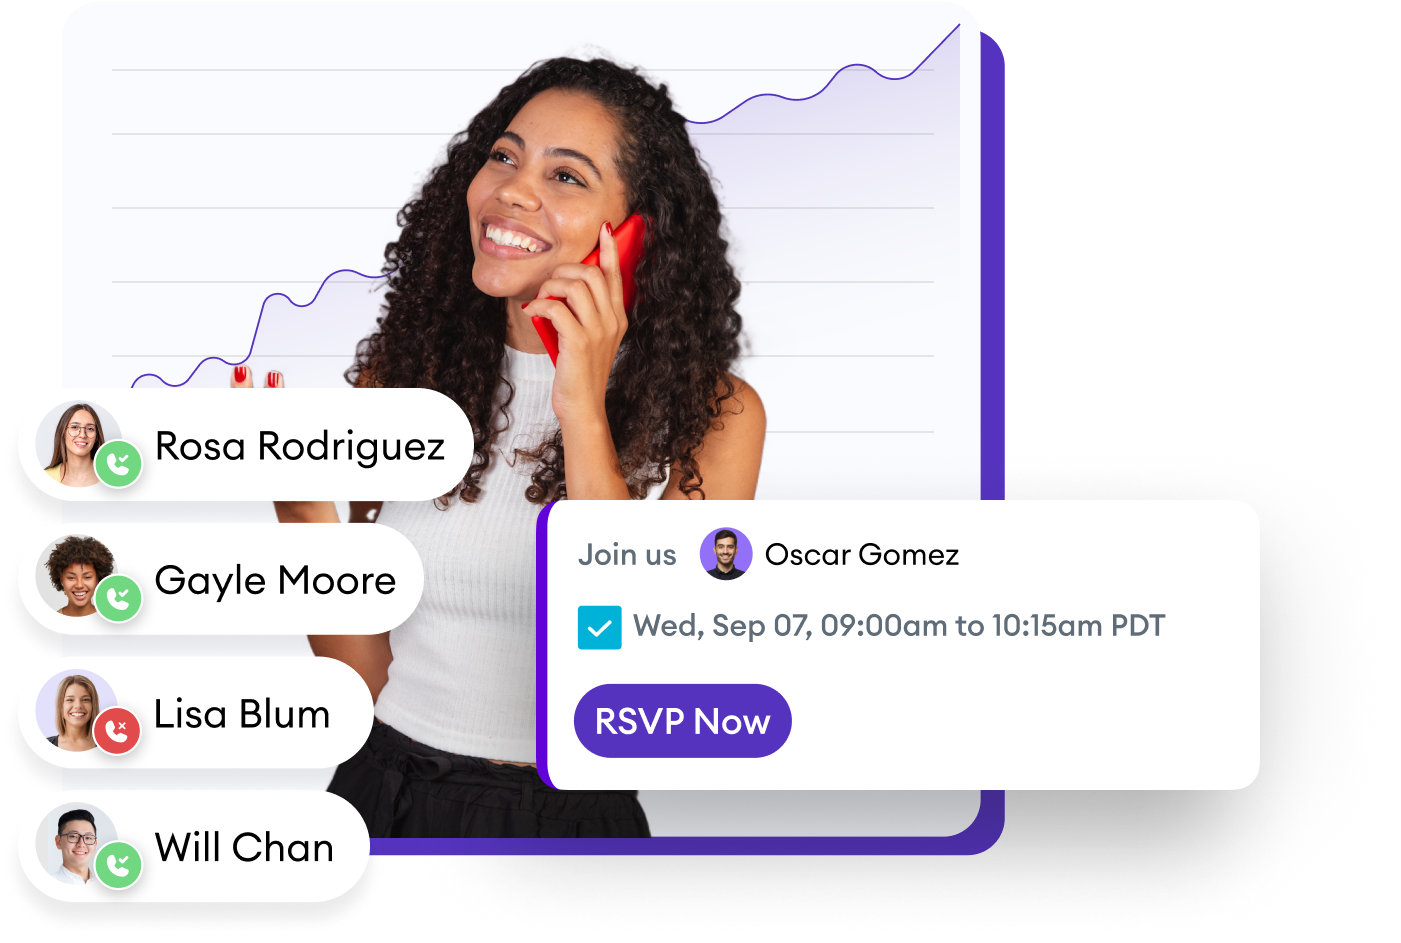 Rosa Rodriguez
Gayle Moore
Lisa Blum
Will Chan
Join us Oscar Gomez
Wed, Sep 07, 09:00am to 10:15am PDT
RSVP Now